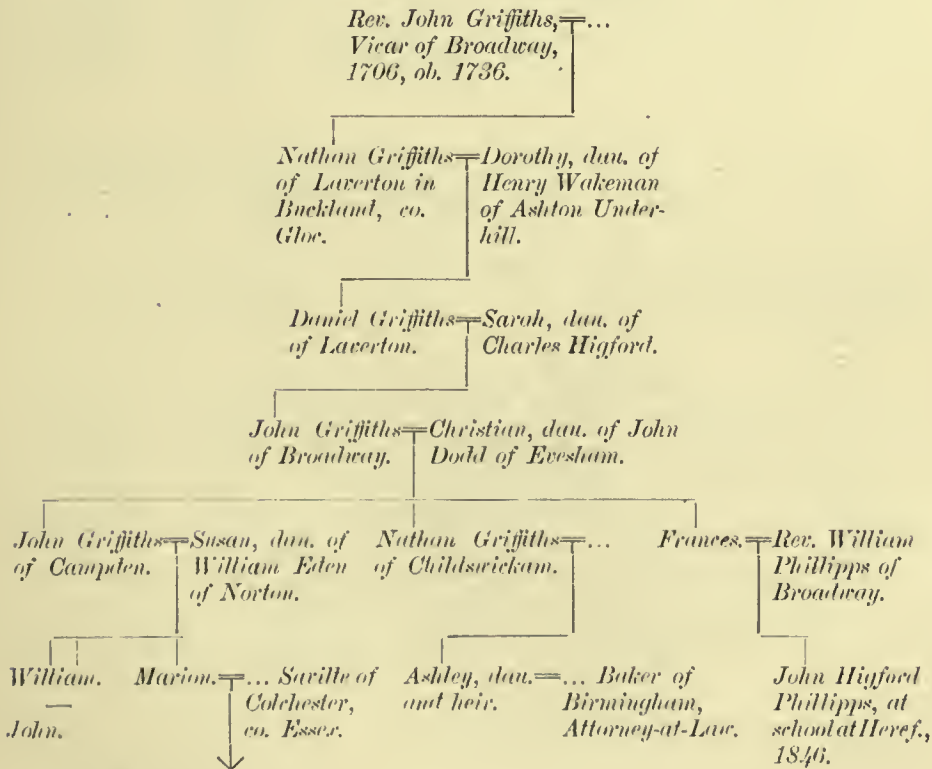 Rev. John Griffiths,=...
Vicar of Broadway,
1706, ob. 1736.
Nathan Griffiths=Dorothy, dau. of
of Laverton in Henry Wakeman
Buckland, co. of Ashton Under-
Gloc. hill.
Daniel Griffiths=Sarah, dau. of
of Laverton. Charles Higford.
John Griffiths=Christian, dau. of John
of Broadway. Dodd of Evesham.
John Griffiths=Susan, dau. of Nathan Griffiths=... Frances.=Rev. William
of Campden. William Eden of Childswickam. Phillipps of
of Norton. Broadway.
William. Marion.=... Saville of Ashley, dau.=... Baker of John Higford
Colchester, and heir. Birmingham, Phillipps, at
John. co. Essex. Attorney-at-Law. school at Heref.,
1846.